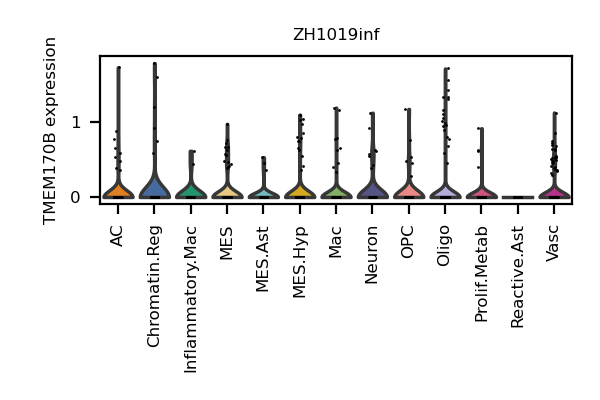 ZH1019inf
TMEM170B expression
1
0
AC
Chromatin.Reg
Inflammatory.Mac
MES
MES.Ast
MES.Hyp
Mac
Neuron
OPC
Oligo
Prolif.Metab
Reactive.Ast
Vasc